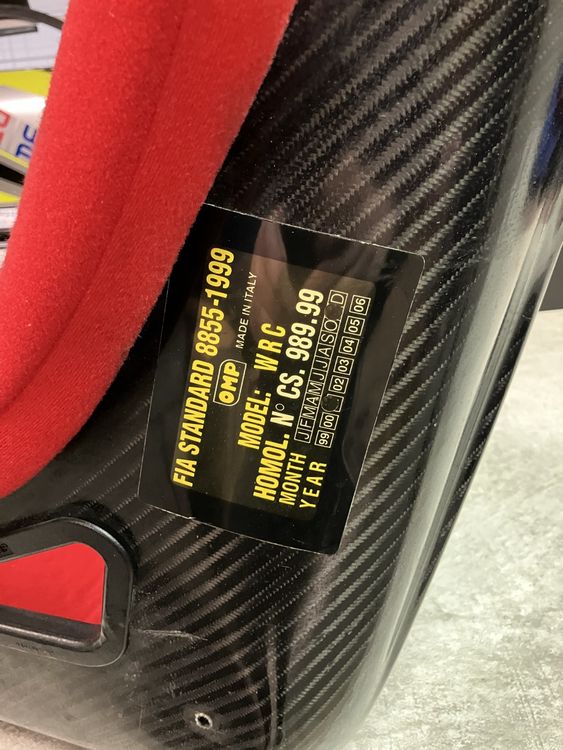 FIA STANDARD 8855-1999
OMP MADE IN ITALY
MODEL: WRC
HOMOL. N° CS. 989.99
MONTH J F M A M J J A S O D
YEAR 99 00 02 03 04 05 06